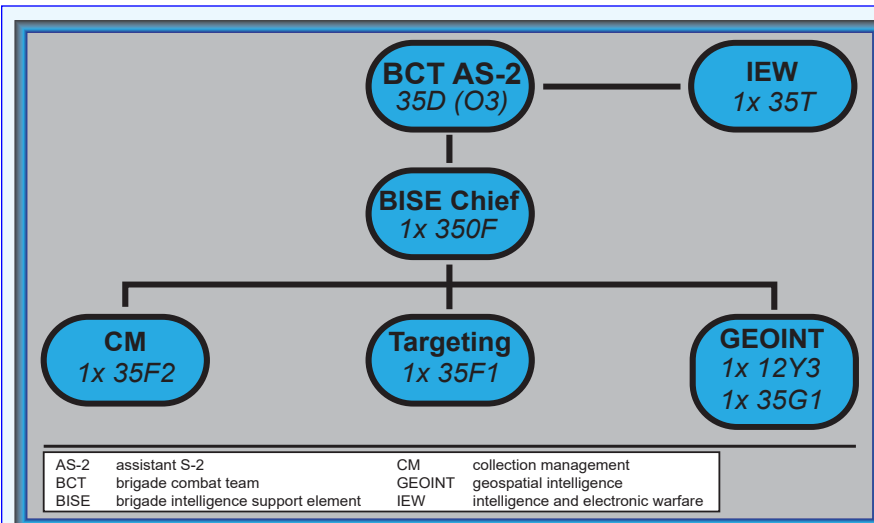 BCT AS-2
35D (O3)
IEW
1x 35T
BISE Chief
1x 350F
CM
1x 35F2
Targeting
1x 35F1
GEOINT
1x 12Y3
1x 35G1
AS-2 assistant S-2 CM collection management
BCT brigade combat team GEOINT geospatial intelligence
BISE brigade intelligence support element IEW intelligence and electronic warfare